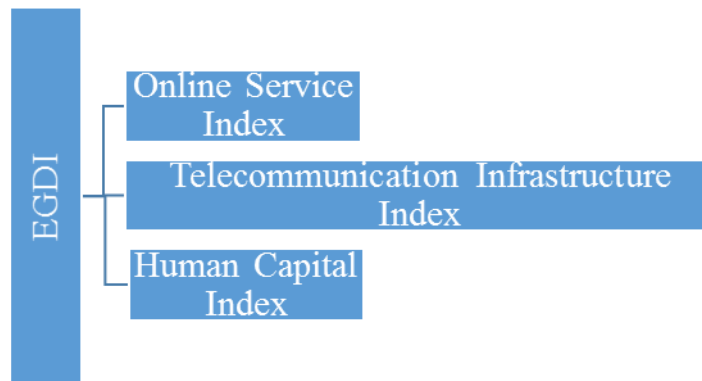 EGDI
Online Service
Index
Telecommunication Infrastructure
Index
Human Capital
Index